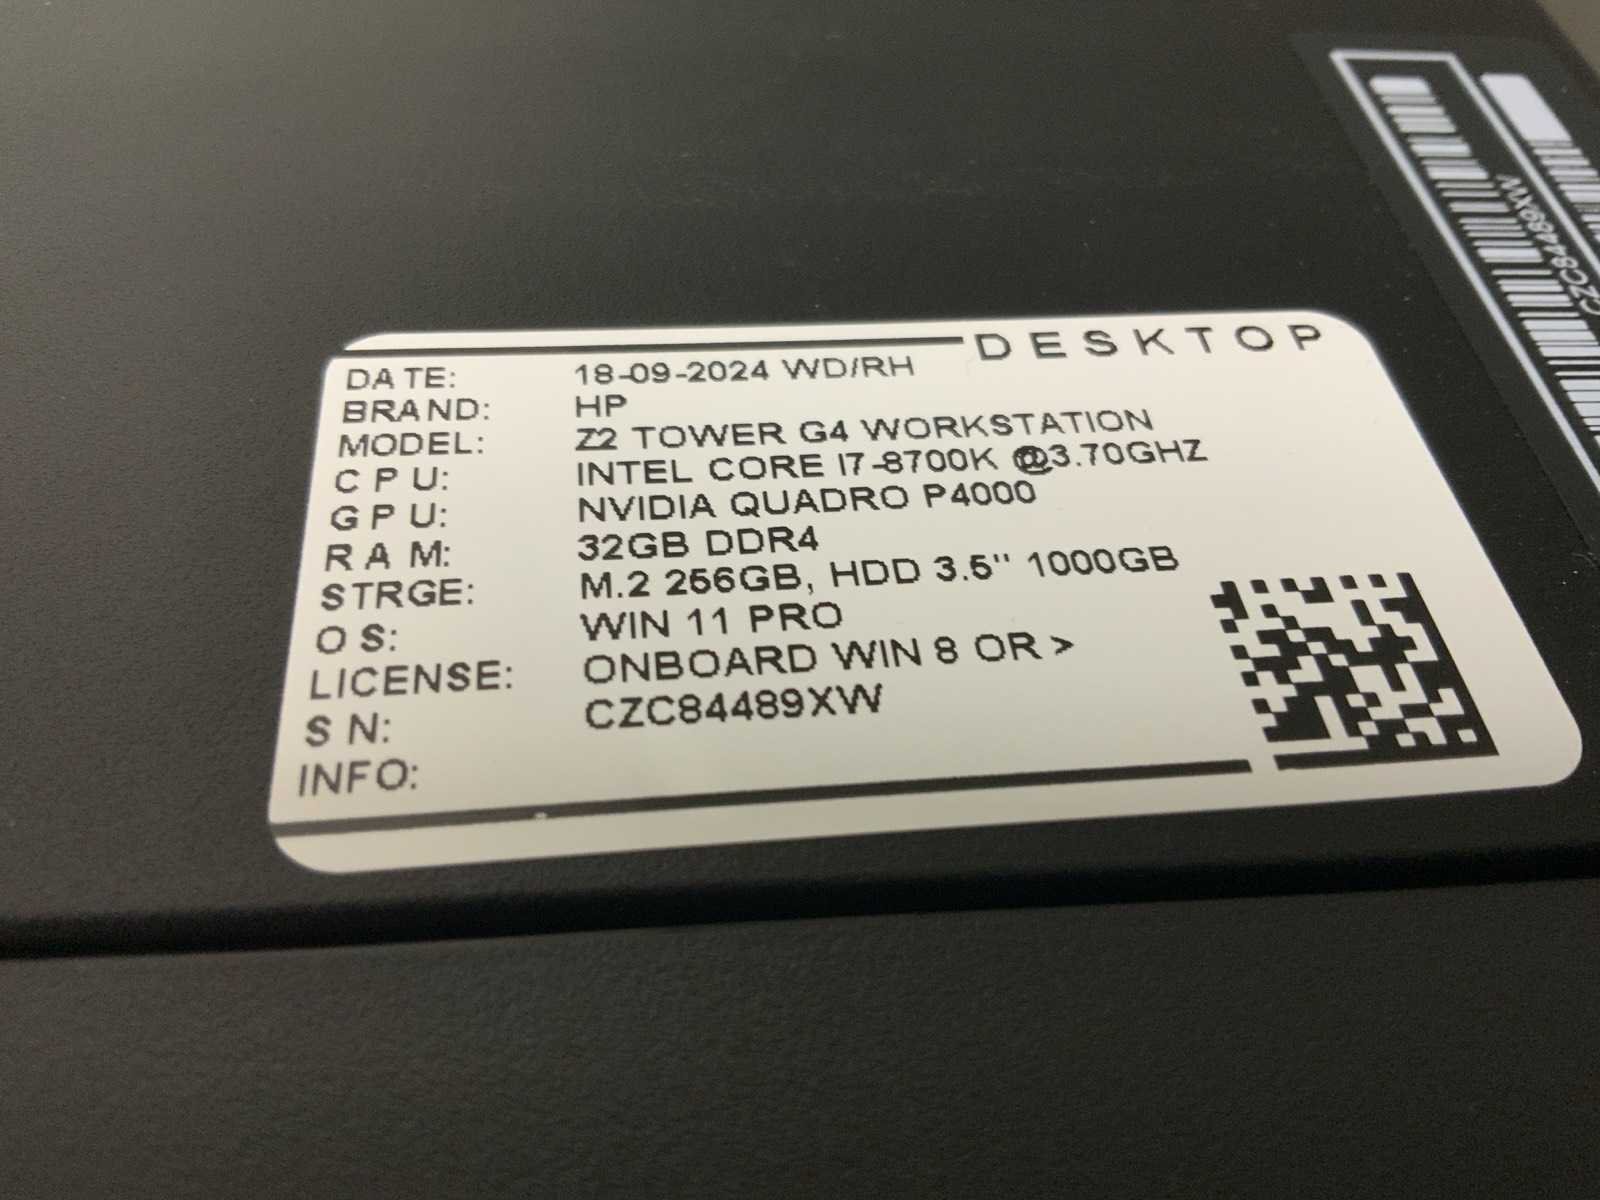 DESKTOP
DATE: 18-09-2024 WD/RH
BRAND: HP
MODEL: Z2 TOWER G4 WORKSTATION
CPU: INTEL CORE I7-8700K @3.70GHZ
GPU: NVIDIA QUADRO P4000
RAM: 32GB DDR4
STRGE: M.2 256GB, HDD 3.5" 1000GB
OS: WIN 11 PRO
LICENSE: ONBOARD WIN 8 OR >
SN: CZC84489XW
INFO:
CZC84489XW